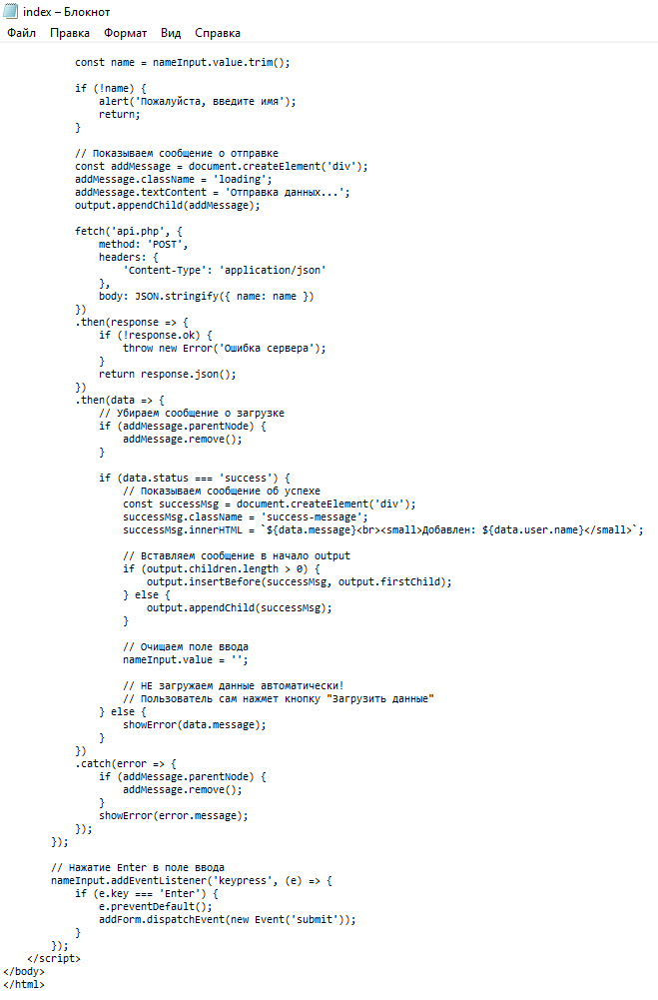 index – Блокнот
Файл Правка Формат Вид Справка
            const name = nameInput.value.trim();

            if (!name) {
                alert('Пожалуйста, введите имя');
                return;
            }

            // Показываем сообщение о отправке
            const addMessage = document.createElement('div');
            addMessage.className = 'loading';
            addMessage.textContent = 'Отправка данных...';
            output.appendChild(addMessage);

            fetch('api.php', {
                method: 'POST',
                headers: {
                    'Content-Type': 'application/json'
                },
                body: JSON.stringify({ name: name })
            })
            .then(response => {
                if (!response.ok) {
                    throw new Error('Ошибка сервера');
                }
                return response.json();
            })
            .then(data => {
                // Убираем сообщение о загрузке
                if (addMessage.parentNode) {
                    addMessage.remove();
                }

                if (data.status === 'success') {
                    // Показываем сообщение об успехе
                    const successMsg = document.createElement('div');
                    successMsg.className = 'success-message';
                    successMsg.innerHTML = `${data.message}<br><small>Добавлен: ${data.user.name}</small>`;

                    // Вставляем сообщение в начало output
                    if (output.children.length > 0) {
                        output.insertBefore(successMsg, output.firstChild);
                    } else {
                        output.appendChild(successMsg);
                    }

                    // Очищаем поле ввода
                    nameInput.value = '';

                    // НЕ загружаем данные автоматически!
                    // Пользователь сам нажмет кнопку "Загрузить данные"
                } else {
                    showError(data.message);
                }
            })
            .catch(error => {
                if (addMessage.parentNode) {
                    addMessage.remove();
                }
                showError(error.message);
            });
        });

        // Нажатие Enter в поле ввода
        nameInput.addEventListener('keypress', (e) => {
            if (e.key === 'Enter') {
                e.preventDefault();
                addForm.dispatchEvent(new Event('submit'));
            }
        });
    </script>
</body>
</html>